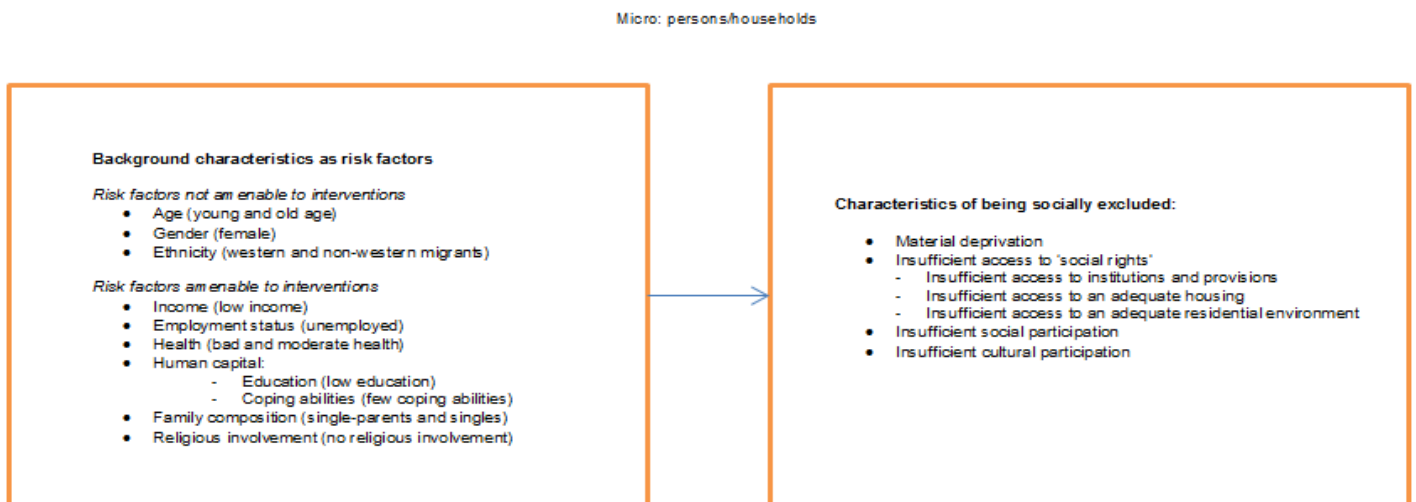 Micro: persons/households
Background characteristics as risk factors
Risk factors not amenable to interventions
• Age (young and old age)
• Gender (female)
• Ethnicity (western and non-western migrants)
Risk factors amenable to interventions
• Income (low income)
• Employment status (unemployed)
• Health (bad and moderate health)
• Human capital:
- Education (low education)
- Coping abilities (few coping abilities)
• Family composition (single-parents and singles)
• Religious involvement (no religious involvement)
Characteristics of being socially excluded:
• Material deprivation
• Insufficient access to 'social rights'
- Insufficient access to institutions and provisions
- Insufficient access to an adequate housing
- Insufficient access to an adequate residential environment
• Insufficient social participation
• Insufficient cultural participation